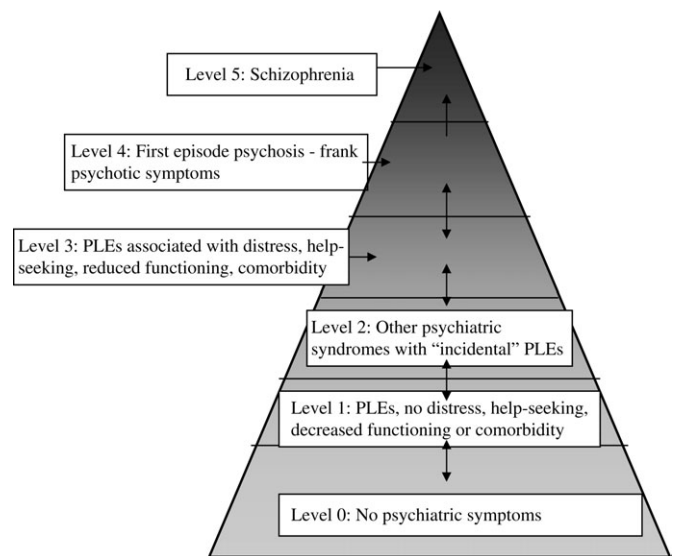 Level 5: Schizophrenia
Level 4: First episode psychosis - frank
psychotic symptoms
Level 3: PLEs associated with distress, help-
seeking, reduced functioning, comorbidity
Level 2: Other psychiatric
syndromes with “incidental” PLEs
Level 1: PLEs, no distress, help-seeking,
decreased functioning or comorbidity
Level 0: No psychiatric symptoms